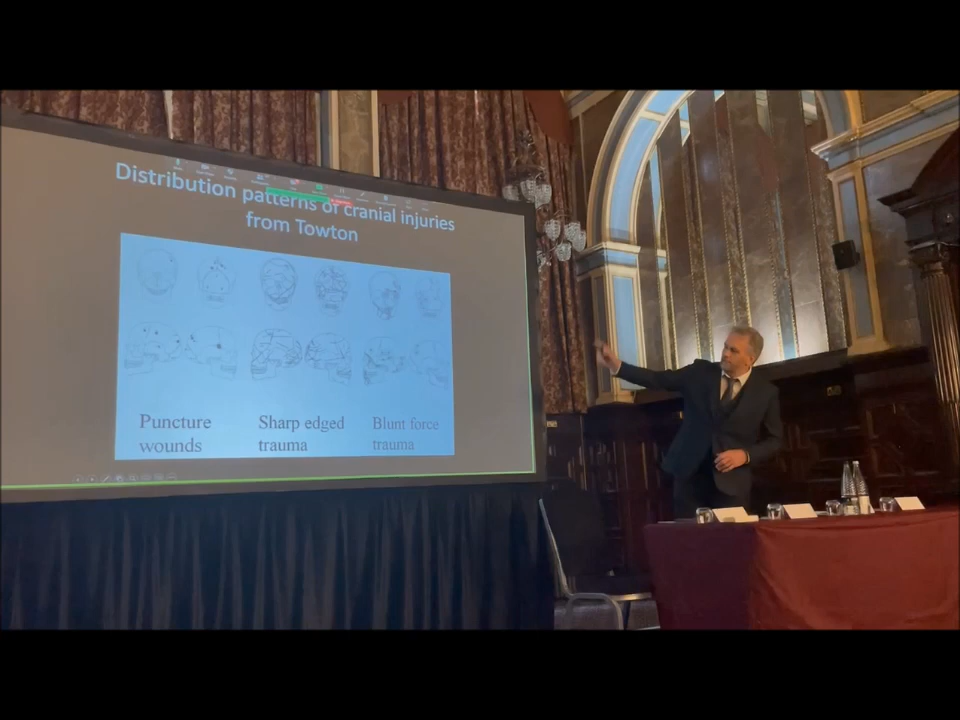 Distribution patterns of cranial injuries
from Towton
Puncture
wounds
Sharp edged
trauma
Blunt force
trauma